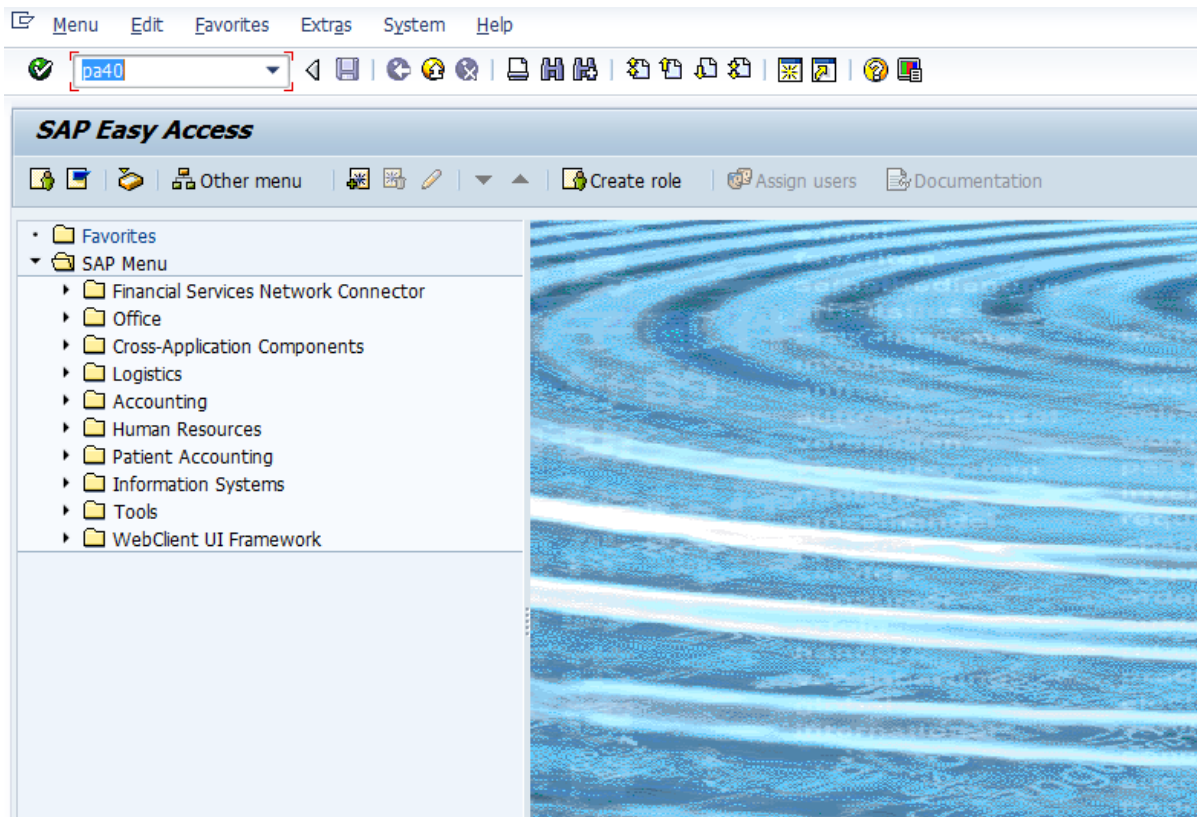 Menu Edit Favorites Extras System Help
pa40
SAP Easy Access
Other menu Create role Assign users Documentation
Favorites
SAP Menu
Financial Services Network Connector
Office
Cross-Application Components
Logistics
Accounting
Human Resources
Patient Accounting
Information Systems
Tools
WebClient UI Framework